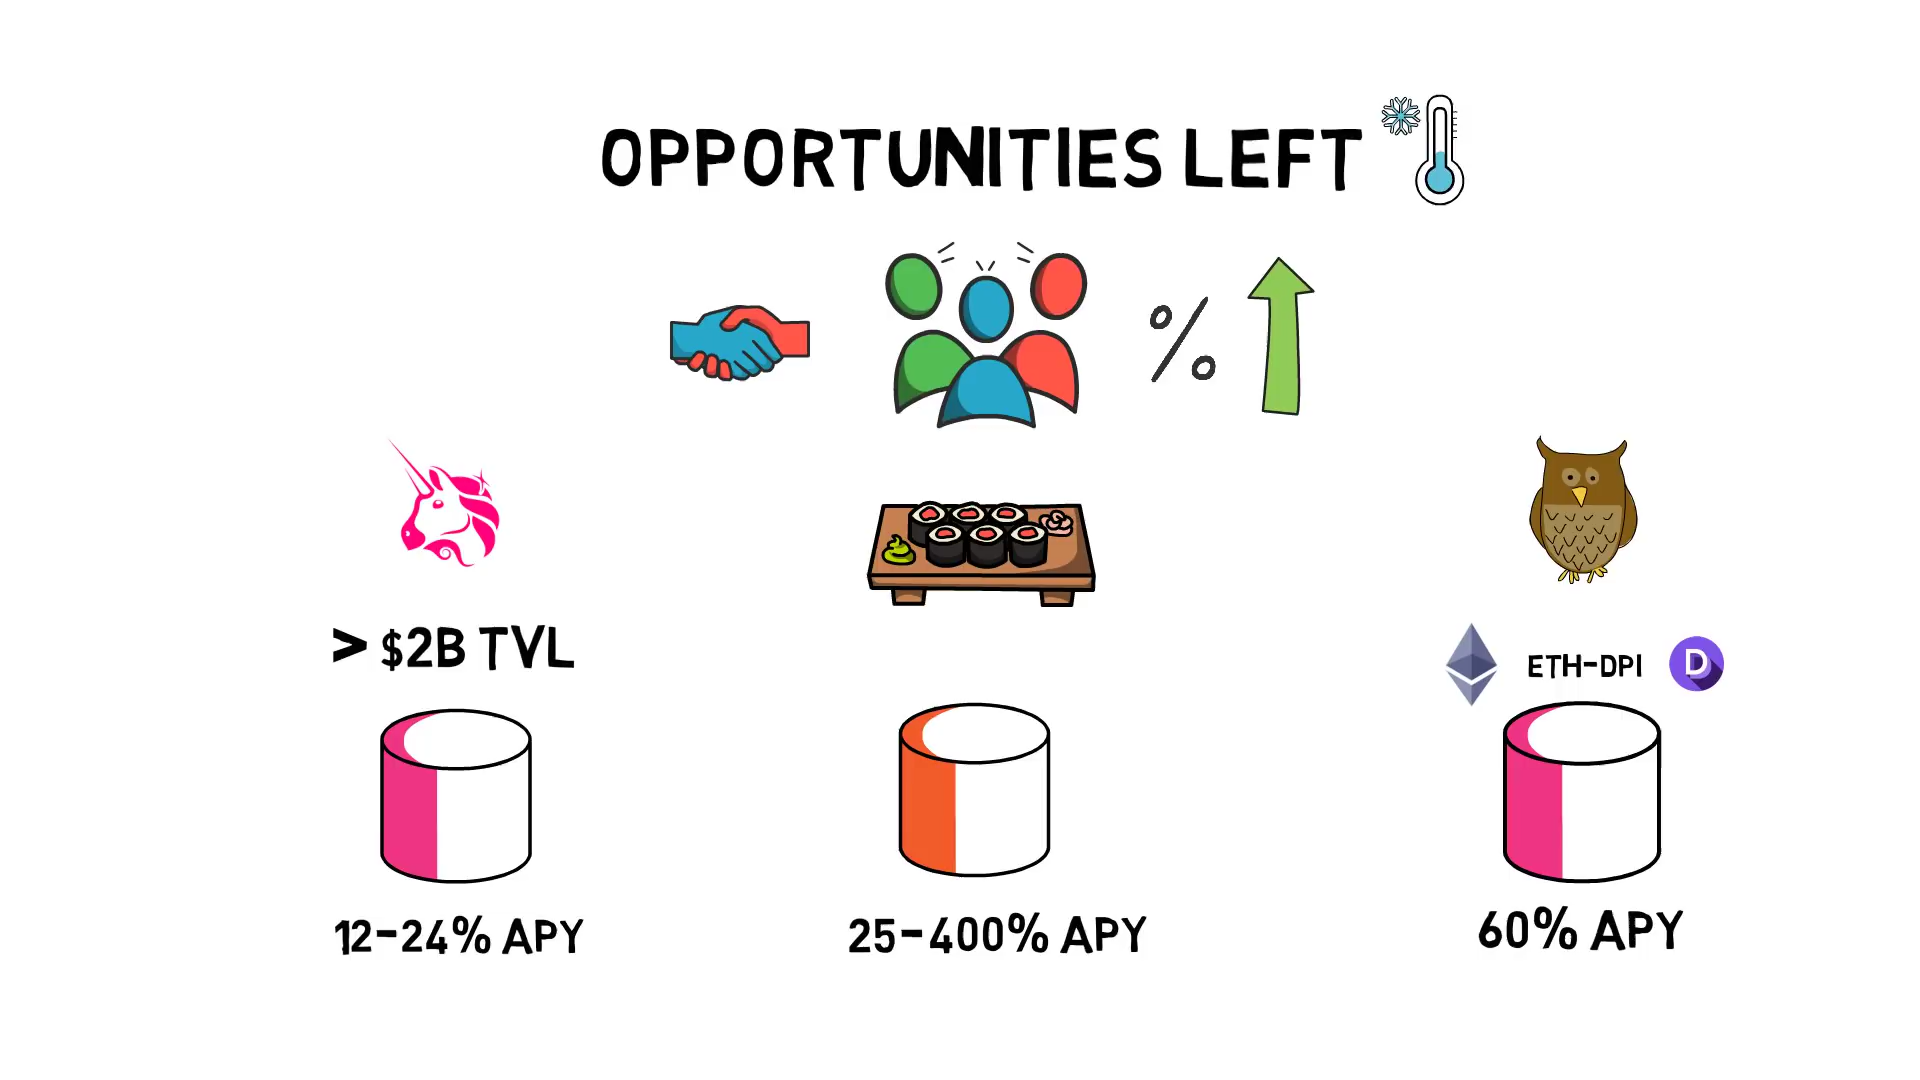 OPPORTUNITIES LEFT
%
> $2B TVL
ETH-DPI
D
12-24% APY
25-400% APY
60% APY